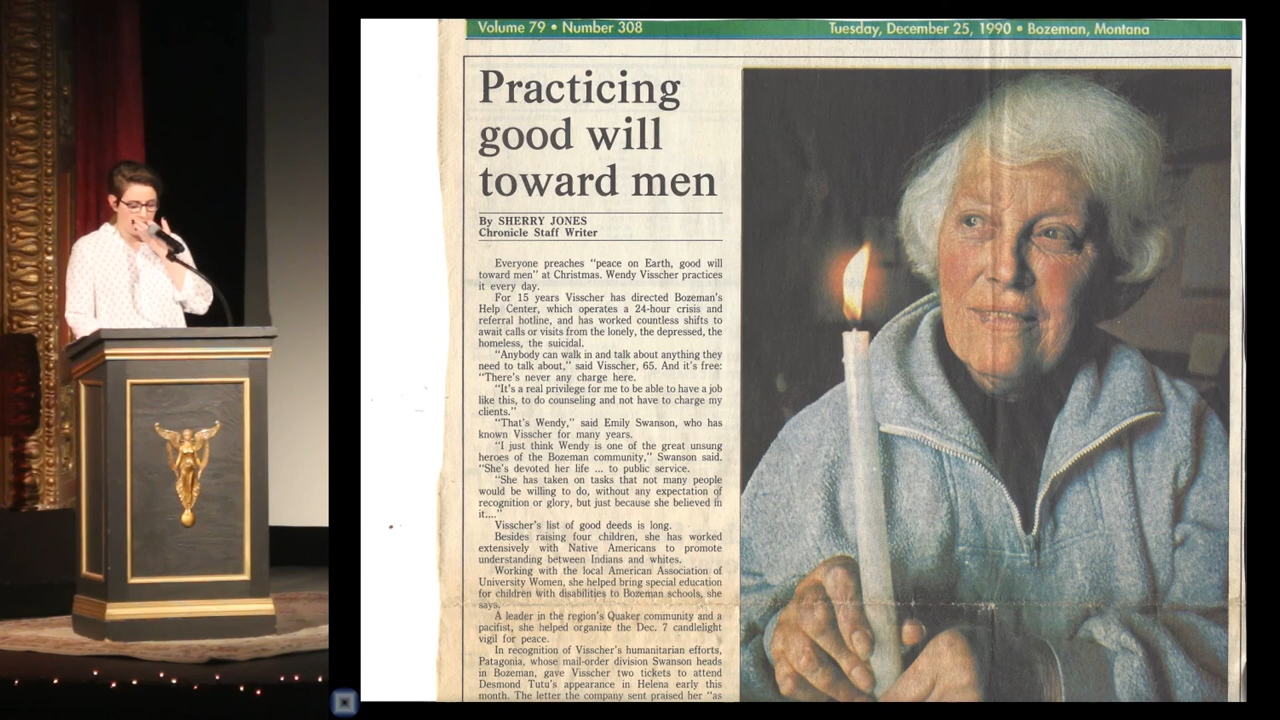 Volume 79 • Number 308
Tuesday, December 25, 1990 • Bozeman, Montana
Practicing
good will
toward men
By SHERRY JONES
Chronicle Staff Writer
Everyone preaches “peace on Earth, good will
toward men” at Christmas. Wendy Visscher practices
it every day.
For 15 years Visscher has directed Bozeman's
Help Center, which operates a 24-hour crisis and
referral hotline, and has worked countless shifts to
await calls or visits from the lonely, the depressed, the
homeless, the suicidal.
“Anybody can walk in and talk about anything they
need to talk about,” said Visscher, 65. And it's free:
“There's never any charge here.
“It's a real privilege for me to be able to have a job
like this, to do counseling and not have to charge my
clients.”
“That's Wendy,” said Emily Swanson, who has
known Visscher for many years.
“I just think Wendy is one of the great unsung
heroes of the Bozeman community,” Swanson said.
“She's devoted her life ... to public service.
“She has taken on tasks that not many people
would be willing to do, without any expectation of
recognition or glory, but just because she believed in
it....”
Visscher's list of good deeds is long.
Besides raising four children, she has worked
extensively with Native Americans to promote
understanding between Indians and whites.
Working with the local American Association of
University Women, she helped bring special education
for children with disabilities to Bozeman schools, she
says.
A leader in the region's Quaker community and a
pacifist, she helped organize the Dec. 7 candlelight
vigil for peace.
In recognition of Visscher's humanitarian efforts,
Patagonia, whose mail-order division Swanson heads
in Bozeman, gave Visscher two tickets to attend
Desmond Tutu's appearance in Helena early this
month. The letter the company sent praised her “as